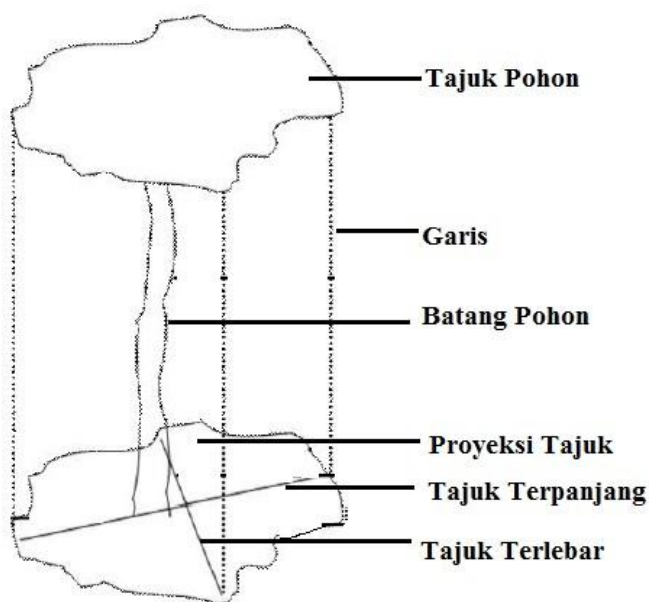 Tajuk Pohon
Garis
Batang Pohon
Proyeksi Tajuk
Tajuk Terpanjang
Tajuk Terlebar